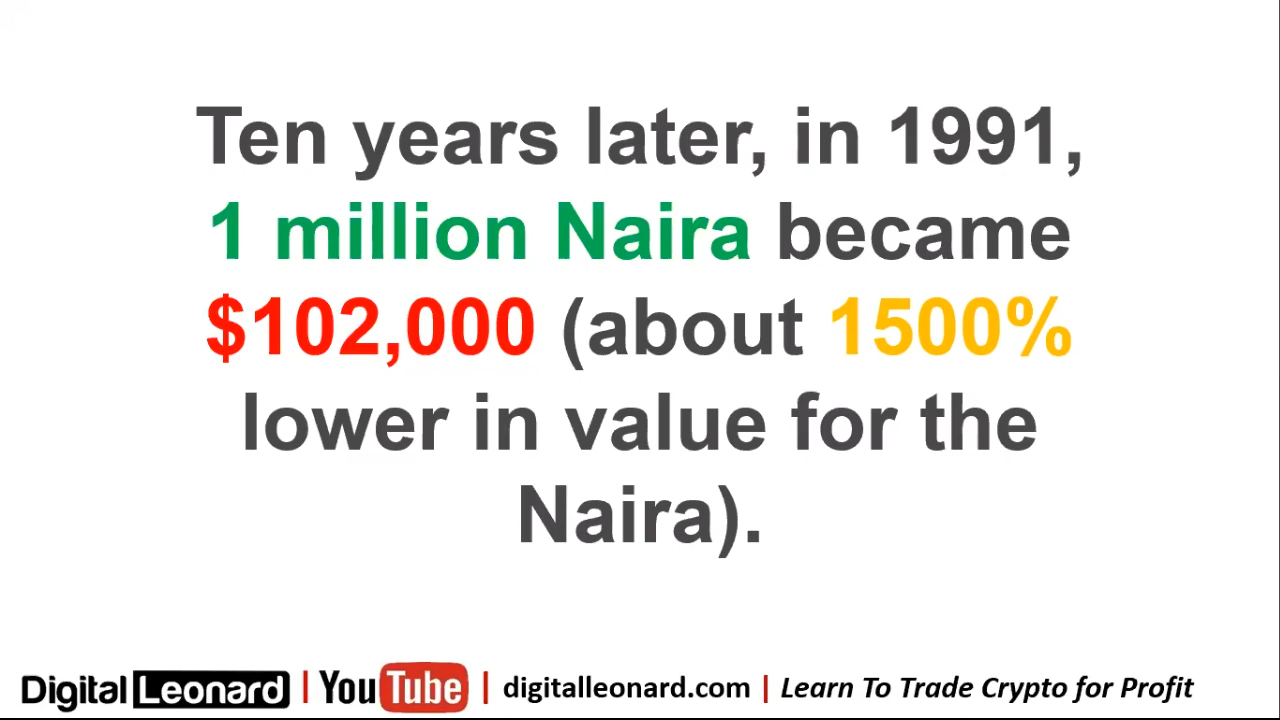 Ten years later, in 1991,
1 million Naira became
$102,000 (about 1500%
lower in value for the
Naira).
Digital Leonard | YouTube | digitalleonard.com | Learn To Trade Crypto for Profit